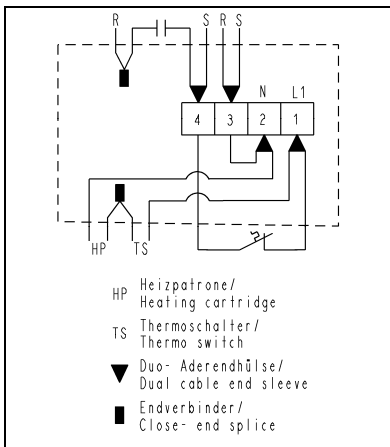 R S R S
N L1
4 3 2 1
HP TS
HP Heizpatrone/
Heating cartridge
TS Thermoschalter/
Thermo switch
Duo- Aderendhülse/
Dual cable end sleeve
Endverbinder/
Close- end splice